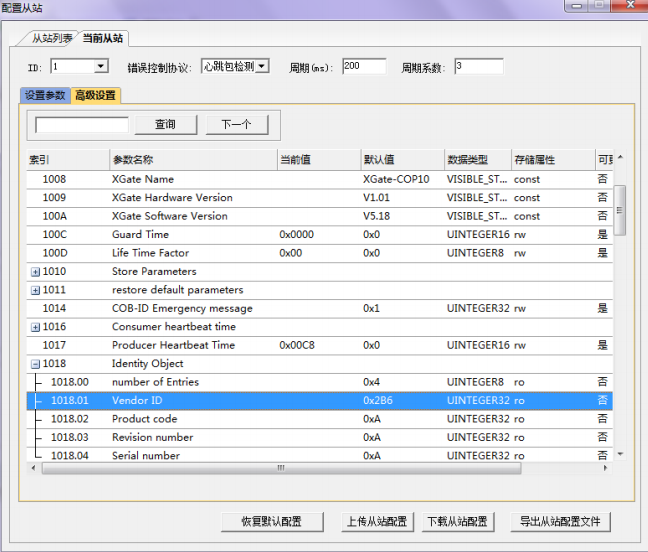 配置从站
从站列表 当前从站
ID: 1 错误控制协议: 心跳包检测 周期(ms): 200 周期系数: 3
设置参数 高级设置
查询 下一个
索引 参数名称 当前值 默认值 数据类型 存储属性
1008 XGate Name XGate-COP10 VISIBLE_ST... const 否
1009 XGate Hardware Version V1.01 VISIBLE_ST... const 否
100A XGate Software Version V5.18 VISIBLE_ST... const 否
100C Guard Time 0x0000 0x0 UINTEGER16 rw 是
100D Life Time Factor 0x00 0x0 UINTEGER8 rw 是
1010 Store Parameters
1011 restore default parameters
1014 COB-ID Emergency message 0x1 UINTEGER32 rw 是
1016 Consumer heartbeat time
1017 Producer Heartbeat Time 0x00C8 0x0 UINTEGER16 rw 是
1018 Identity Object
1018.00 number of Entries 0x4 UINTEGER8 ro 否
1018.01 Vendor ID 0x2B6 UINTEGER32 ro 否
1018.02 Product code 0xA UINTEGER32 ro 否
1018.03 Revision number 0xA UINTEGER32 ro 否
1018.04 Serial number 0xA UINTEGER32 ro 否
恢复默认配置 上传从站配置 下载从站配置 导出从站配置文件